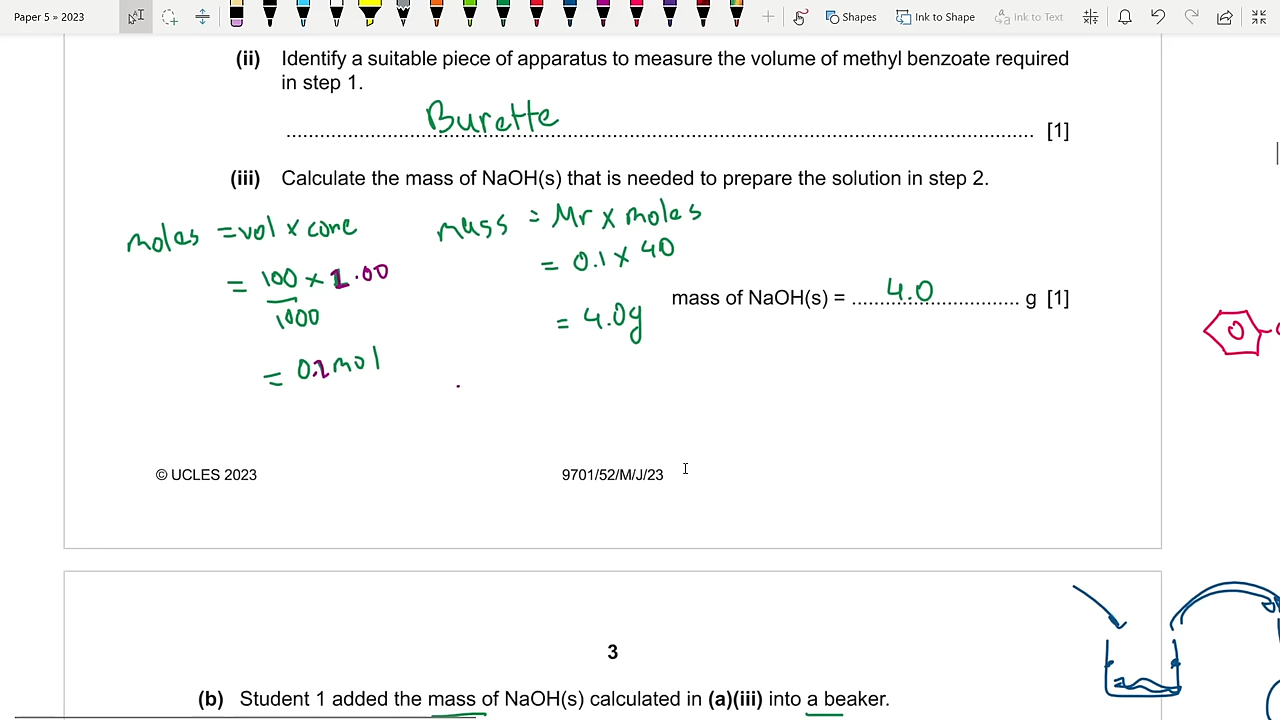 Paper 5 » 2023
Shapes
Ink to Shape
Ink to Text
(ii) Identify a suitable piece of apparatus to measure the volume of methyl benzoate required
in step 1.
Burette
[1]
(iii) Calculate the mass of NaOH(s) that is needed to prepare the solution in step 2.
moles = vol x conc
= 100 x 1.00
1000
= 0.1 mol
mass = Mr x moles
= 0.1 x 40
= 4.0g
mass of NaOH(s) = 4.0 g [1]
© UCLES 2023
9701/52/M/J/23
3
(b) Student 1 added the mass of NaOH(s) calculated in (a)(iii) into a beaker.